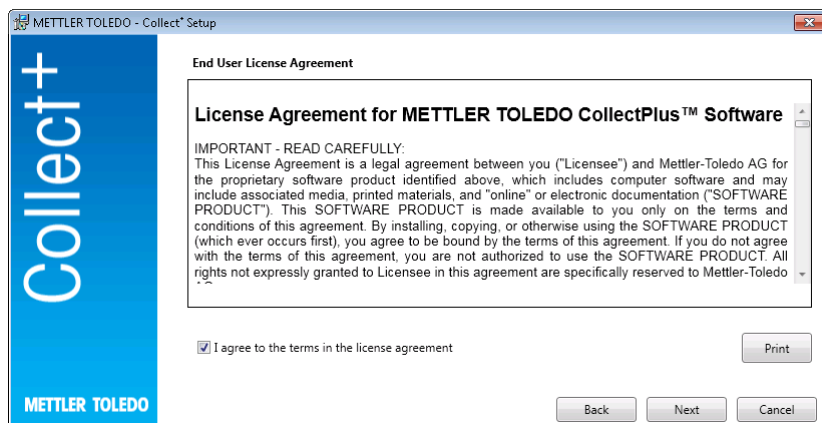 METTLER TOLEDO - Collect⁺ Setup
Collect+
End User License Agreement
License Agreement for METTLER TOLEDO CollectPlus™ Software
IMPORTANT - READ CAREFULLY:
This License Agreement is a legal agreement between you ("Licensee") and Mettler-Toledo AG for
the proprietary software product identified above, which includes computer software and may
include associated media, printed materials, and "online" or electronic documentation ("SOFTWARE
PRODUCT"). This SOFTWARE PRODUCT is made available to you only on the terms and
conditions of this agreement. By installing, copying, or otherwise using the SOFTWARE PRODUCT
(which ever occurs first), you agree to be bound by the terms of this agreement. If you do not agree
with the terms of this agreement, you are not authorized to use the SOFTWARE PRODUCT. All
rights not expressly granted to Licensee in this agreement are specifically reserved to Mettler-Toledo
I agree to the terms in the license agreement
Print
METTLER TOLEDO
Back
Next
Cancel